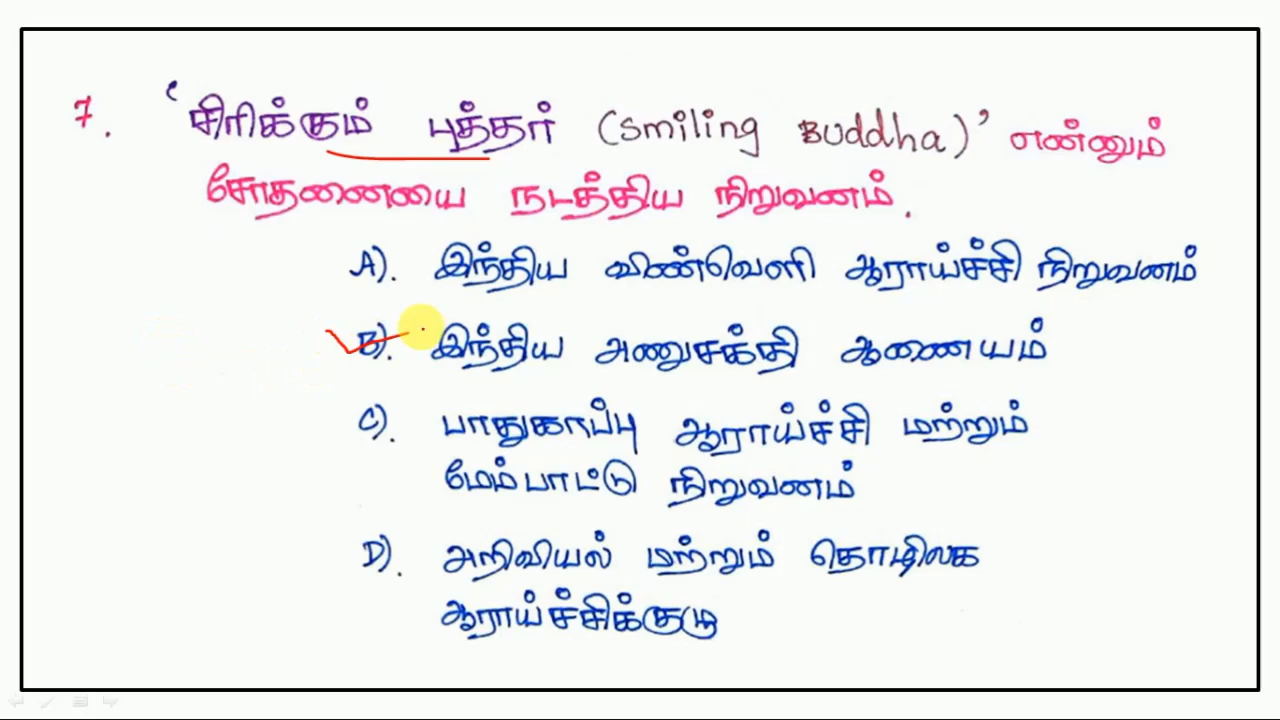 7. 'சிரிக்கும் புத்தர் (Smiling Buddha)' என்னும்
சோதனையை நடத்திய நிறுவனம்.
A). இந்திய விண்வெளி ஆராய்ச்சி நிறுவனம்
B). இந்திய அணுசக்தி ஆணையம்
C). பாதுகாப்பு ஆராய்ச்சி மற்றும்
மேம்பாட்டு நிறுவனம்
D). அறிவியல் மற்றும் தொழிலக
ஆராய்ச்சிக்குழு